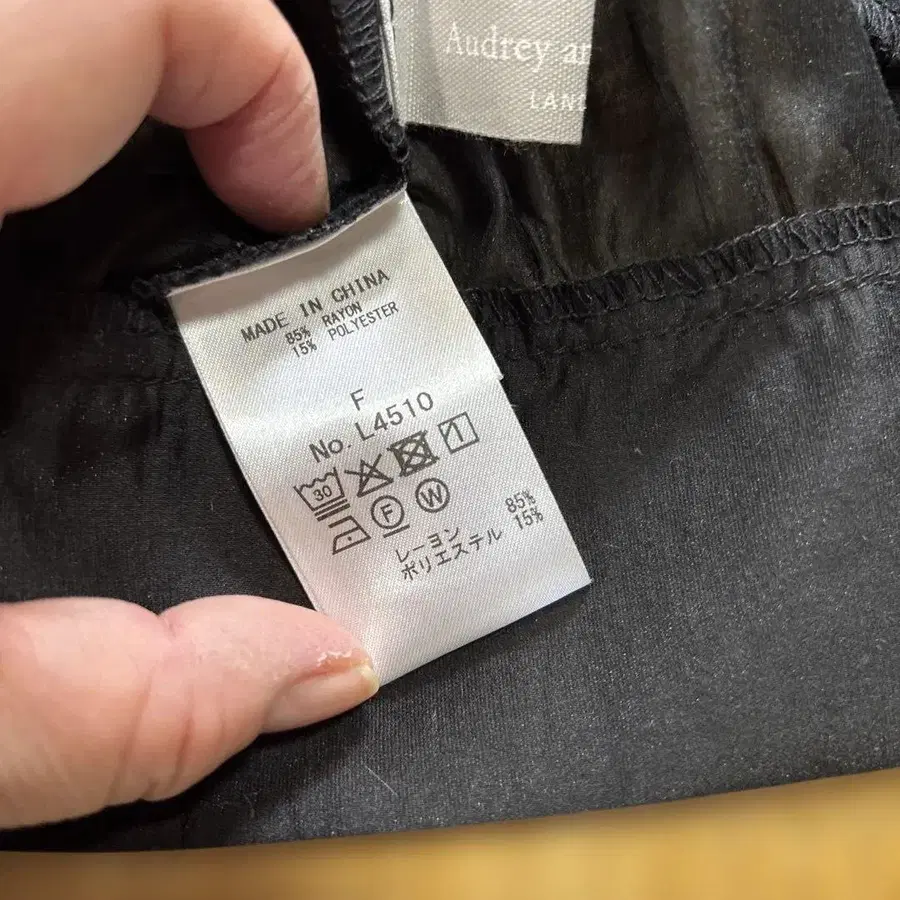 Audrey an
LAND
MADE IN CHINA
85% RAYON
15% POLYESTER
F
No. L4510
30
F W
レーヨン 85%
ポリエステル 15%